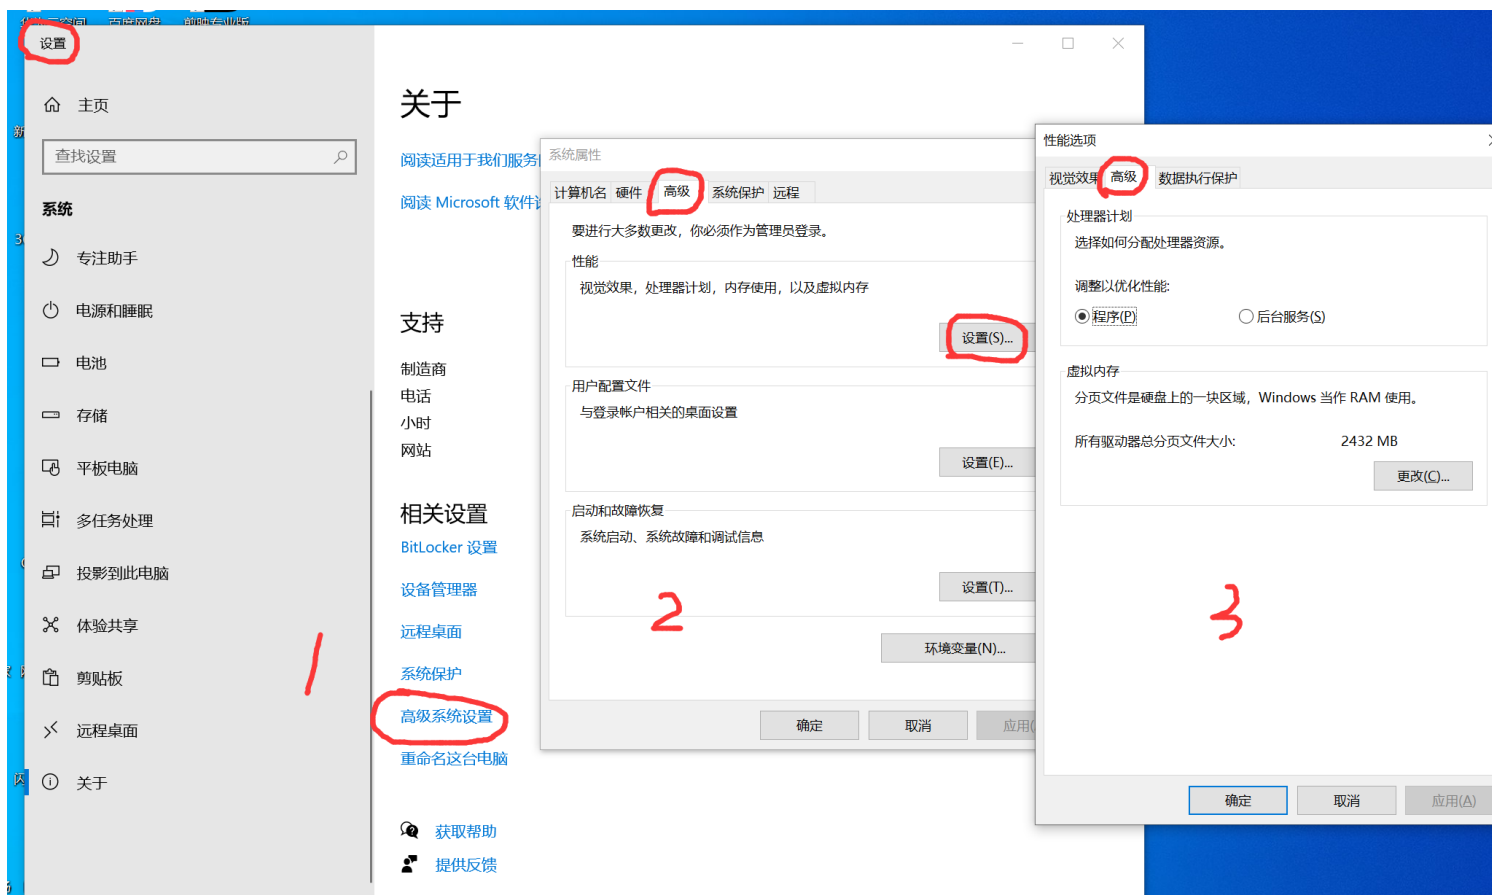 百度网盘
剪映专业版
设置
主页
查找设置
系统
专注助手
电源和睡眠
电池
存储
平板电脑
多任务处理
投影到此电脑
体验共享
剪贴板
远程桌面
关于
1
关于
阅读适用于我们服务
阅读 Microsoft 软件
支持
制造商
电话
小时
网站
相关设置
BitLocker 设置
设备管理器
远程桌面
系统保护
高级系统设置
重命名这台电脑
获取帮助
提供反馈
系统属性
计算机名 硬件 高级 系统保护 远程
要进行大多数更改，你必须作为管理员登录。
性能
视觉效果，处理器计划，内存使用，以及虚拟内存
设置(S)...
用户配置文件
与登录帐户相关的桌面设置
设置(E)...
启动和故障恢复
系统启动、系统故障和调试信息
设置(T)...
2
环境变量(N)...
确定 取消 应用(
性能选项
视觉效果 高级 数据执行保护
处理器计划
选择如何分配处理器资源。
调整以优化性能:
程序(P) 后台服务(S)
虚拟内存
分页文件是硬盘上的一块区域，Windows 当作 RAM 使用。
所有驱动器总分页文件大小: 2432 MB
更改(C)...
3
确定 取消 应用(A)